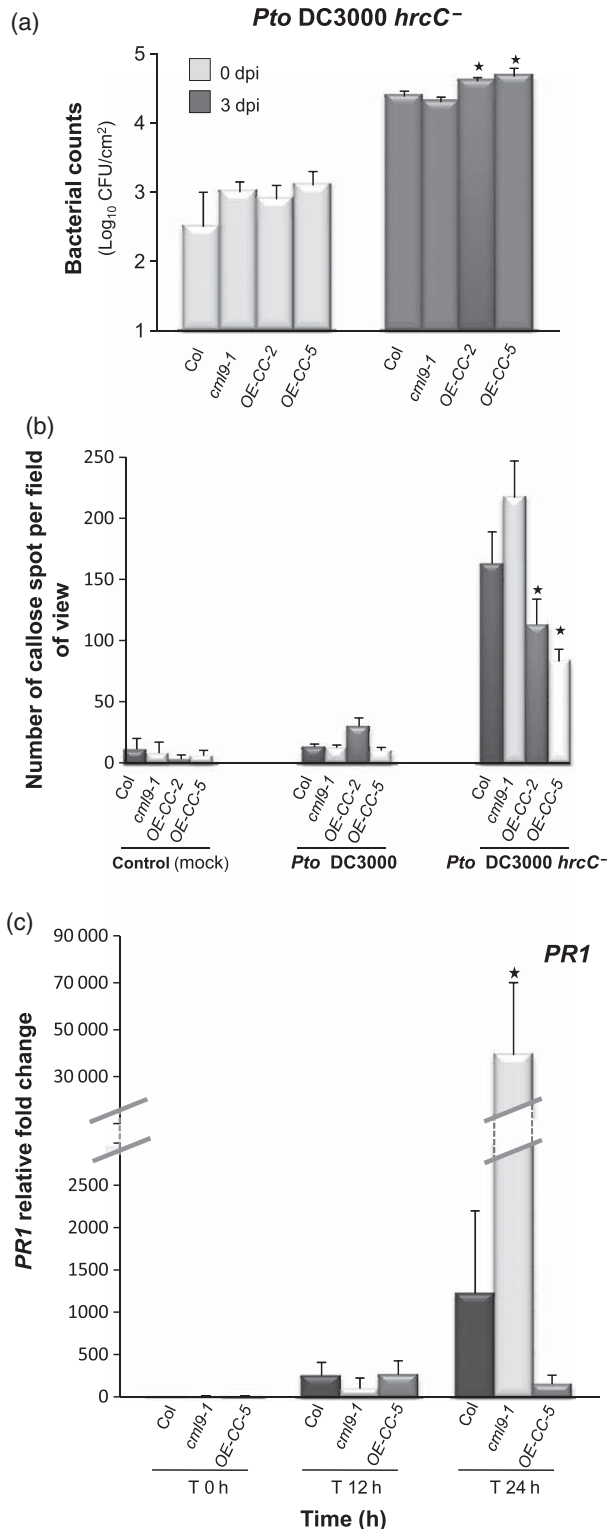 (a)
Pto DC3000 hrcC⁻
Bacterial counts
(Log₁₀ CFU/cm²)
5
4
3
2
1
0 dpi
3 dpi
★ ★
Col cml9-1 OE-CC-2 OE-CC-5
Col cml9-1 OE-CC-2 OE-CC-5
(b)
Number of callose spot per field
of view
250
200
150
100
50
0
★ ★
Col cml9-1 OE-CC-2 OE-CC-5
Col cml9-1 OE-CC-2 OE-CC-5
Col cml9-1 OE-CC-2 OE-CC-5
Control (mock) Pto DC3000 Pto DC3000 hrcC⁻
(c)
PR1
PR1 relative fold change
90 000
70 000
50 000
30 000
2500
2000
1500
1000
500
0
★
Col cml9-1 OE-CC-5
Col cml9-1 OE-CC-5
Col cml9-1 OE-CC-5
T 0 h T 12 h T 24 h
Time (h)